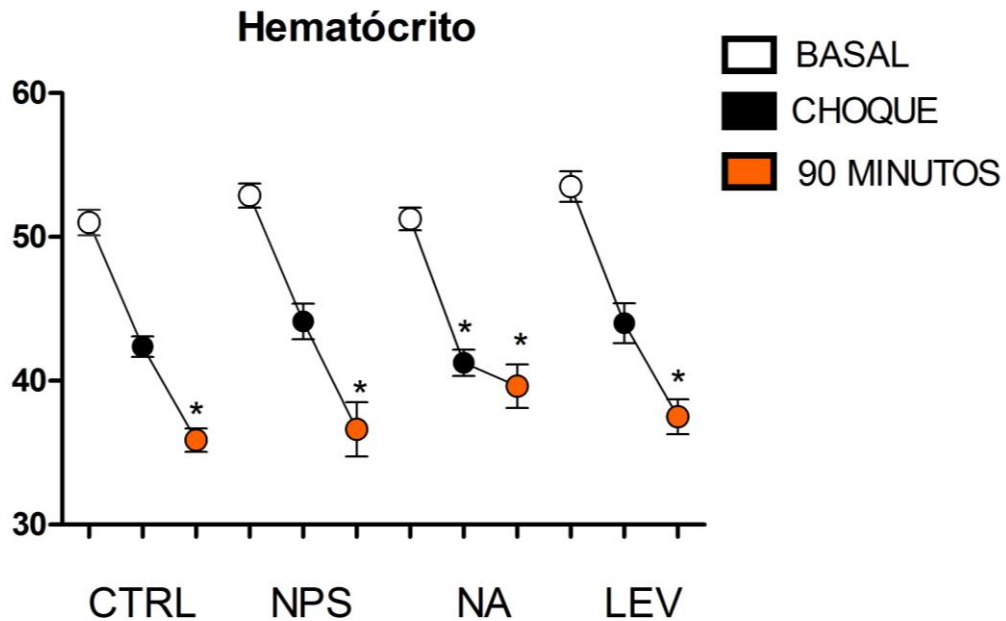 Hematócrito
BASAL
CHOQUE
90 MINUTOS
60
50
40
30
* * * * *
CTRL NPS NA LEV